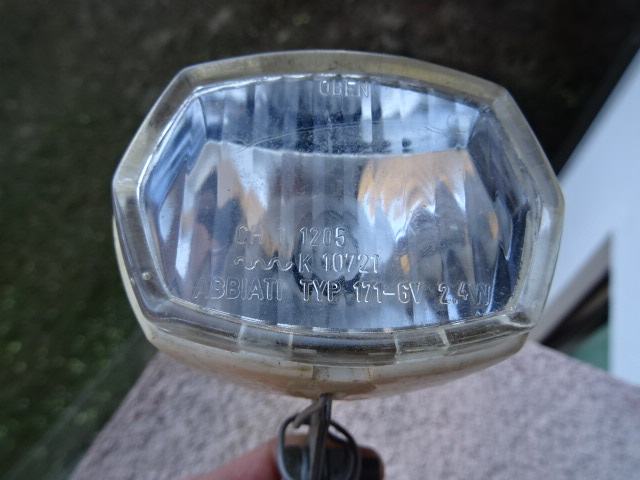 OBEN
CH 1205
K 10721
ABBIATI TYP 171-6V 2,4W